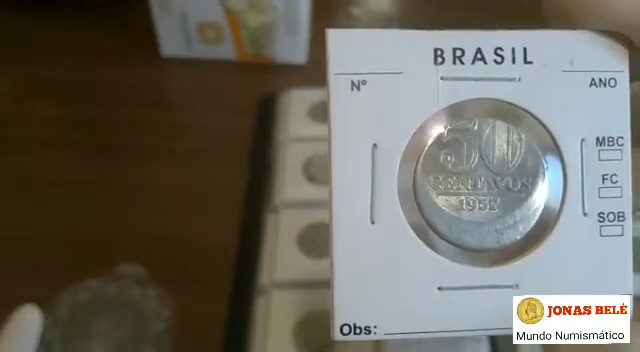 BRASIL
Nº
ANO
50
CENTAVOS
MBC
FC
SOB
Obs:
JONAS BELÉ
Mundo Numismático